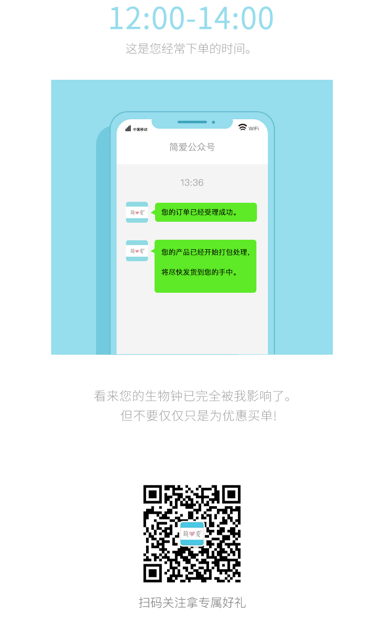 12:00-14:00
这是您经常下单的时间。
中国移动
WiFi
简爱公众号
13:36
简❤爱
您的订单已经受理成功。
简❤爱
您的产品已经开始打包处理,
将尽快发货到您的手中。
看来您的生物钟已完全被我影响了。
但不要仅仅只是为优惠买单!
简❤爱
扫码关注拿专属好礼